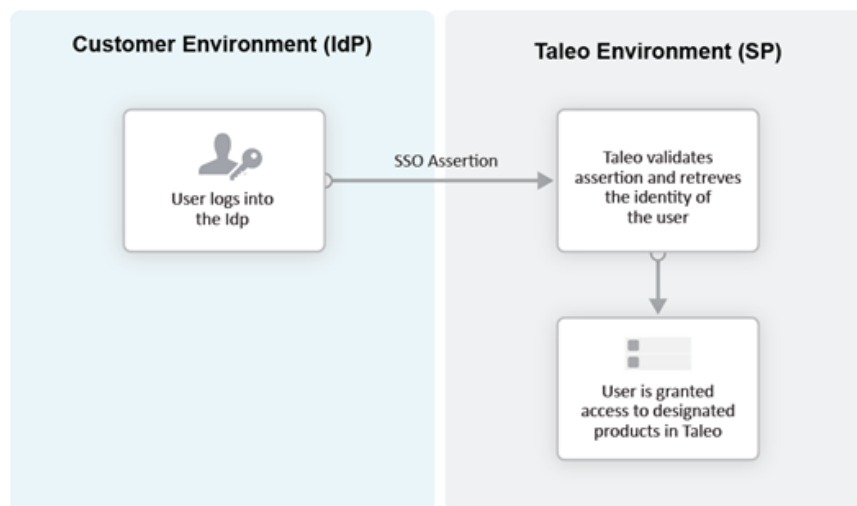 Customer Environment (IdP)
Taleo Environment (SP)
User logs into
the Idp
SSO Assertion
Taleo validates
assertion and retreves
the identity of
the user
User is granted
access to designated
products in Taleo